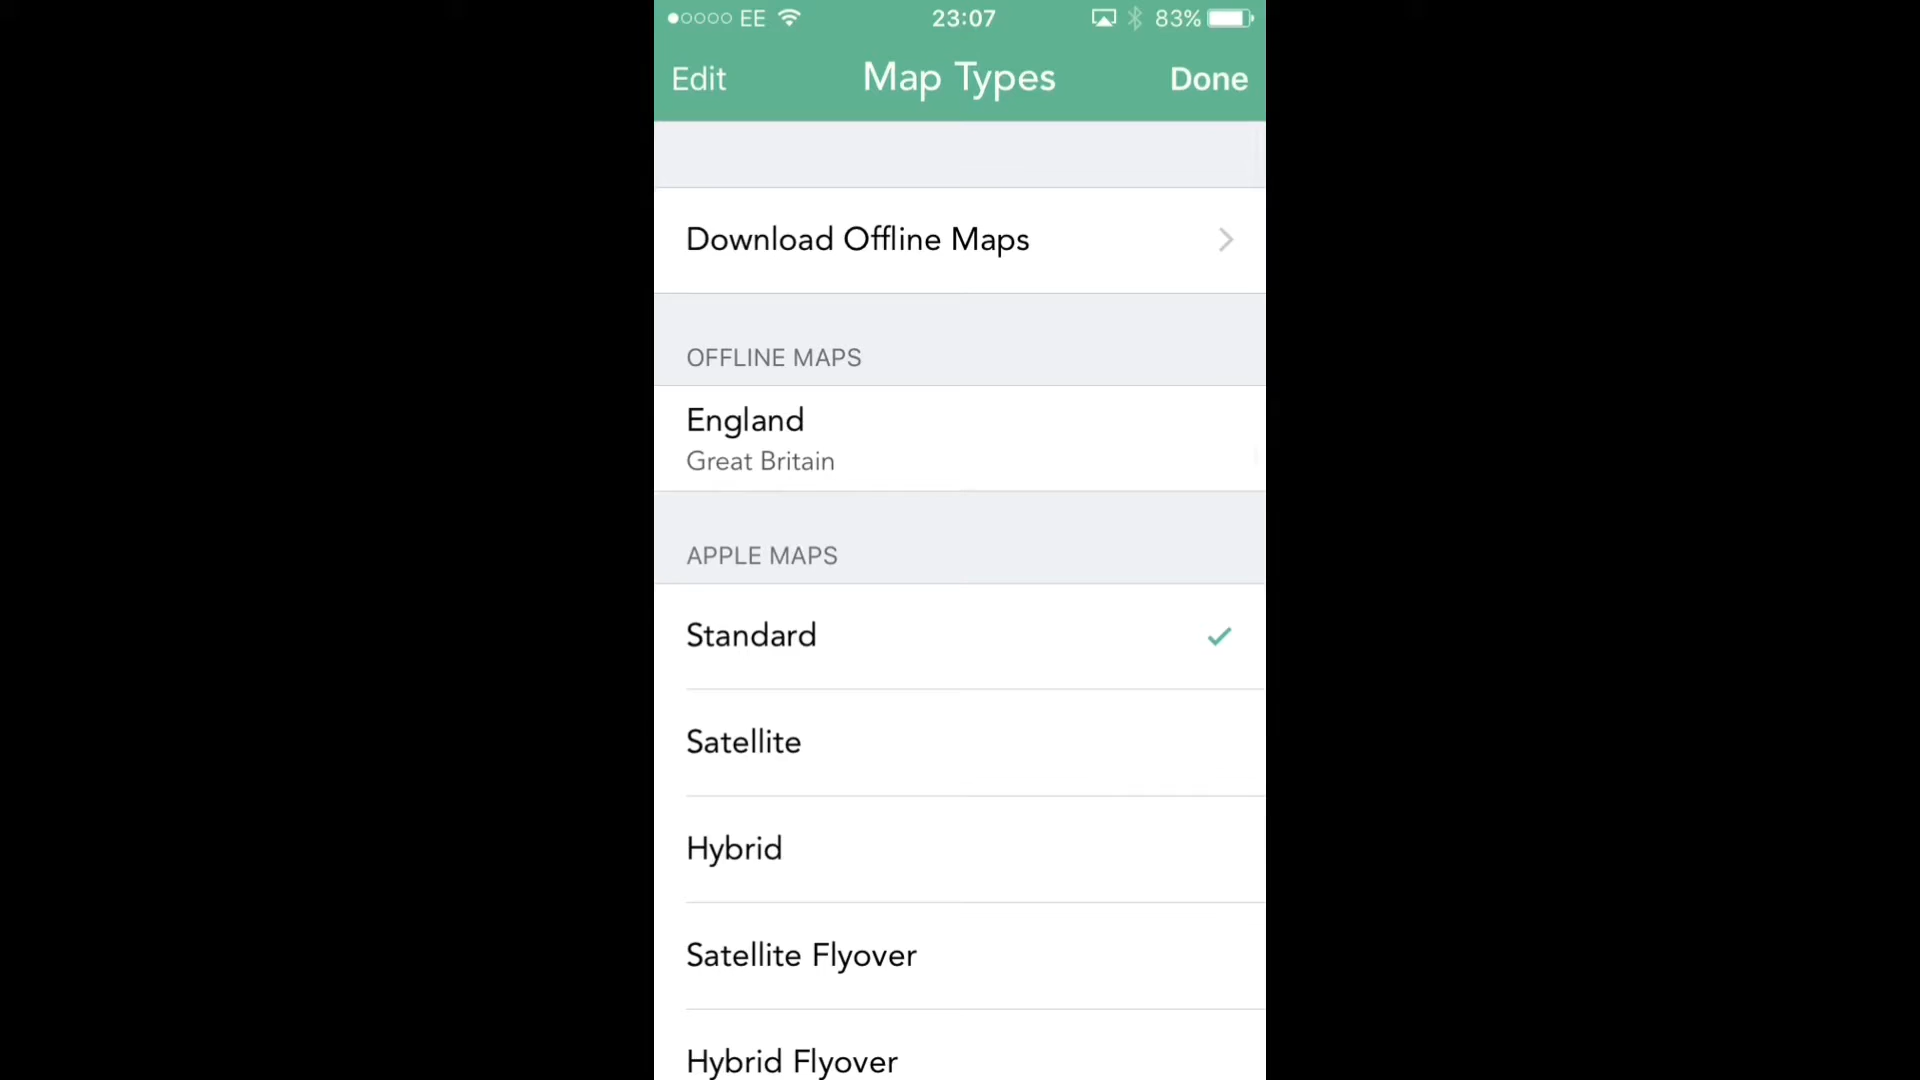 EE 23:07 83%
Edit Map Types Done
Download Offline Maps
OFFLINE MAPS
England
Great Britain
APPLE MAPS
Standard
Satellite
Hybrid
Satellite Flyover
Hybrid Flyover